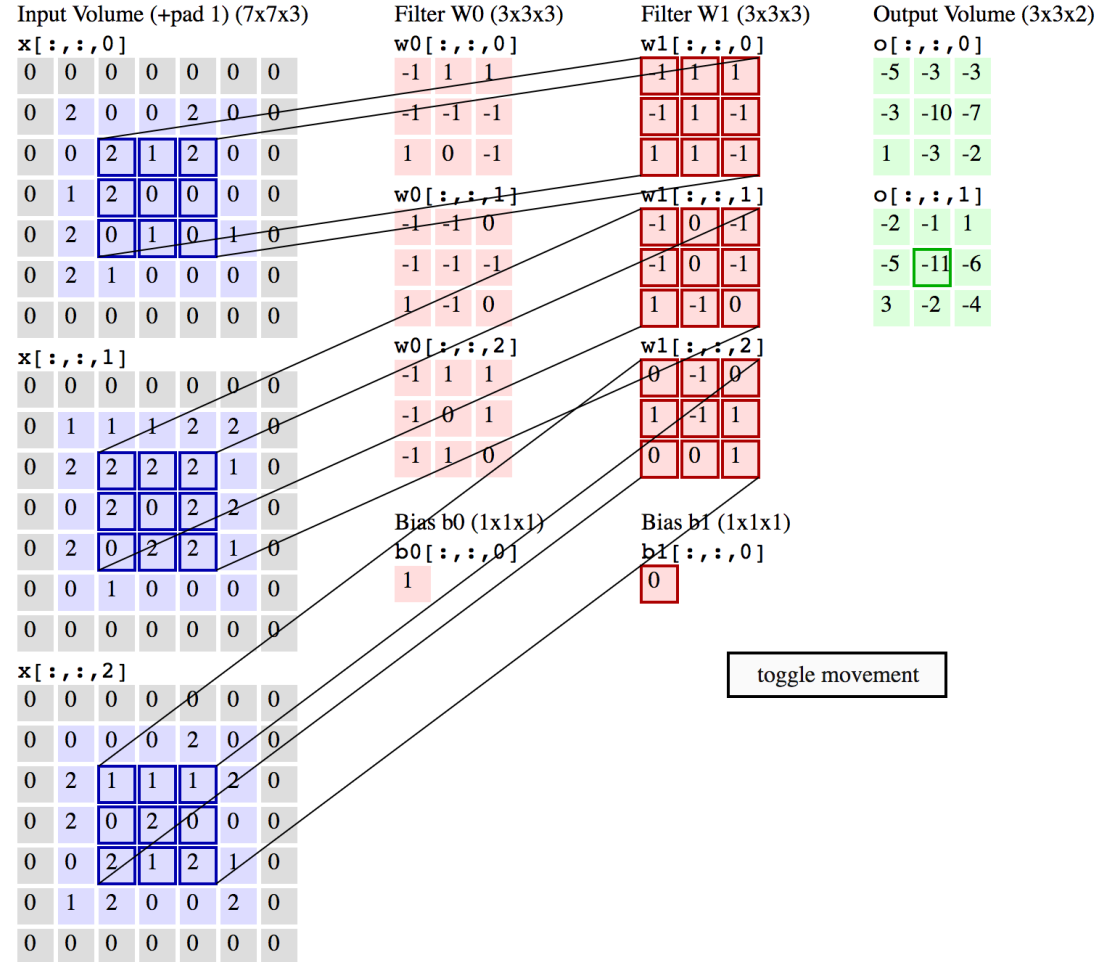 Input Volume (+pad 1) (7x7x3)
x[:,:,0]
0 0 0 0 0 0 0
0 2 0 0 2 0 0
0 0 2 1 2 0 0
0 1 2 0 0 0 0
0 2 0 1 0 1 0
0 2 1 0 0 0 0
0 0 0 0 0 0 0
x[:,:,1]
0 0 0 0 0 0 0
0 1 1 1 2 2 0
0 2 2 2 2 1 0
0 0 2 0 2 2 0
0 2 0 2 2 1 0
0 0 1 0 0 0 0
0 0 0 0 0 0 0
x[:,:,2]
0 0 0 0 0 0 0
0 0 0 0 2 0 0
0 2 1 1 1 2 0
0 2 0 2 0 0 0
0 0 2 1 2 1 0
0 1 2 0 0 2 0
0 0 0 0 0 0 0
Filter W0 (3x3x3)
w0[:,:,0]
-1 1 1
-1 -1 -1
1 0 -1
w0[:,:,1]
-1 -1 0
-1 -1 -1
1 -1 0
w0[:,:,2]
-1 1 1
-1 0 1
-1 1 0
Bias b0 (1x1x1)
b0[:,:,0]
1
Filter W1 (3x3x3)
w1[:,:,0]
-1 1 1
-1 1 -1
1 1 -1
w1[:,:,1]
-1 0 -1
-1 0 -1
1 -1 0
w1[:,:,2]
0 -1 0
1 -1 1
0 0 1
Bias b1 (1x1x1)
b1[:,:,0]
0
Output Volume (3x3x2)
o[:,:,0]
-5 -3 -3
-3 -10 -7
1 -3 -2
o[:,:,1]
-2 -1 1
-5 -11 -6
3 -2 -4
toggle movement